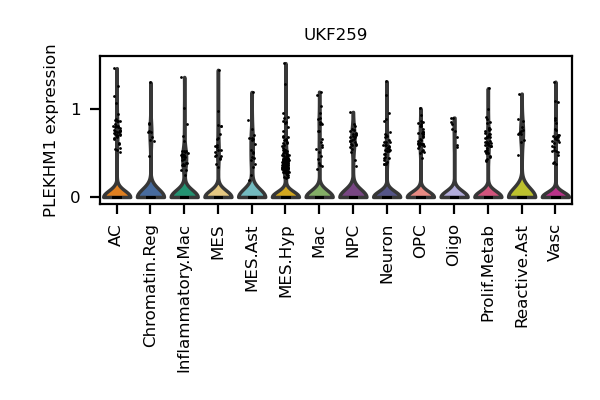 UKF259
PLEKHM1 expression
1
0
AC
Chromatin.Reg
Inflammatory.Mac
MES
MES.Ast
MES.Hyp
Mac
NPC
Neuron
OPC
Oligo
Prolif.Metab
Reactive.Ast
Vasc